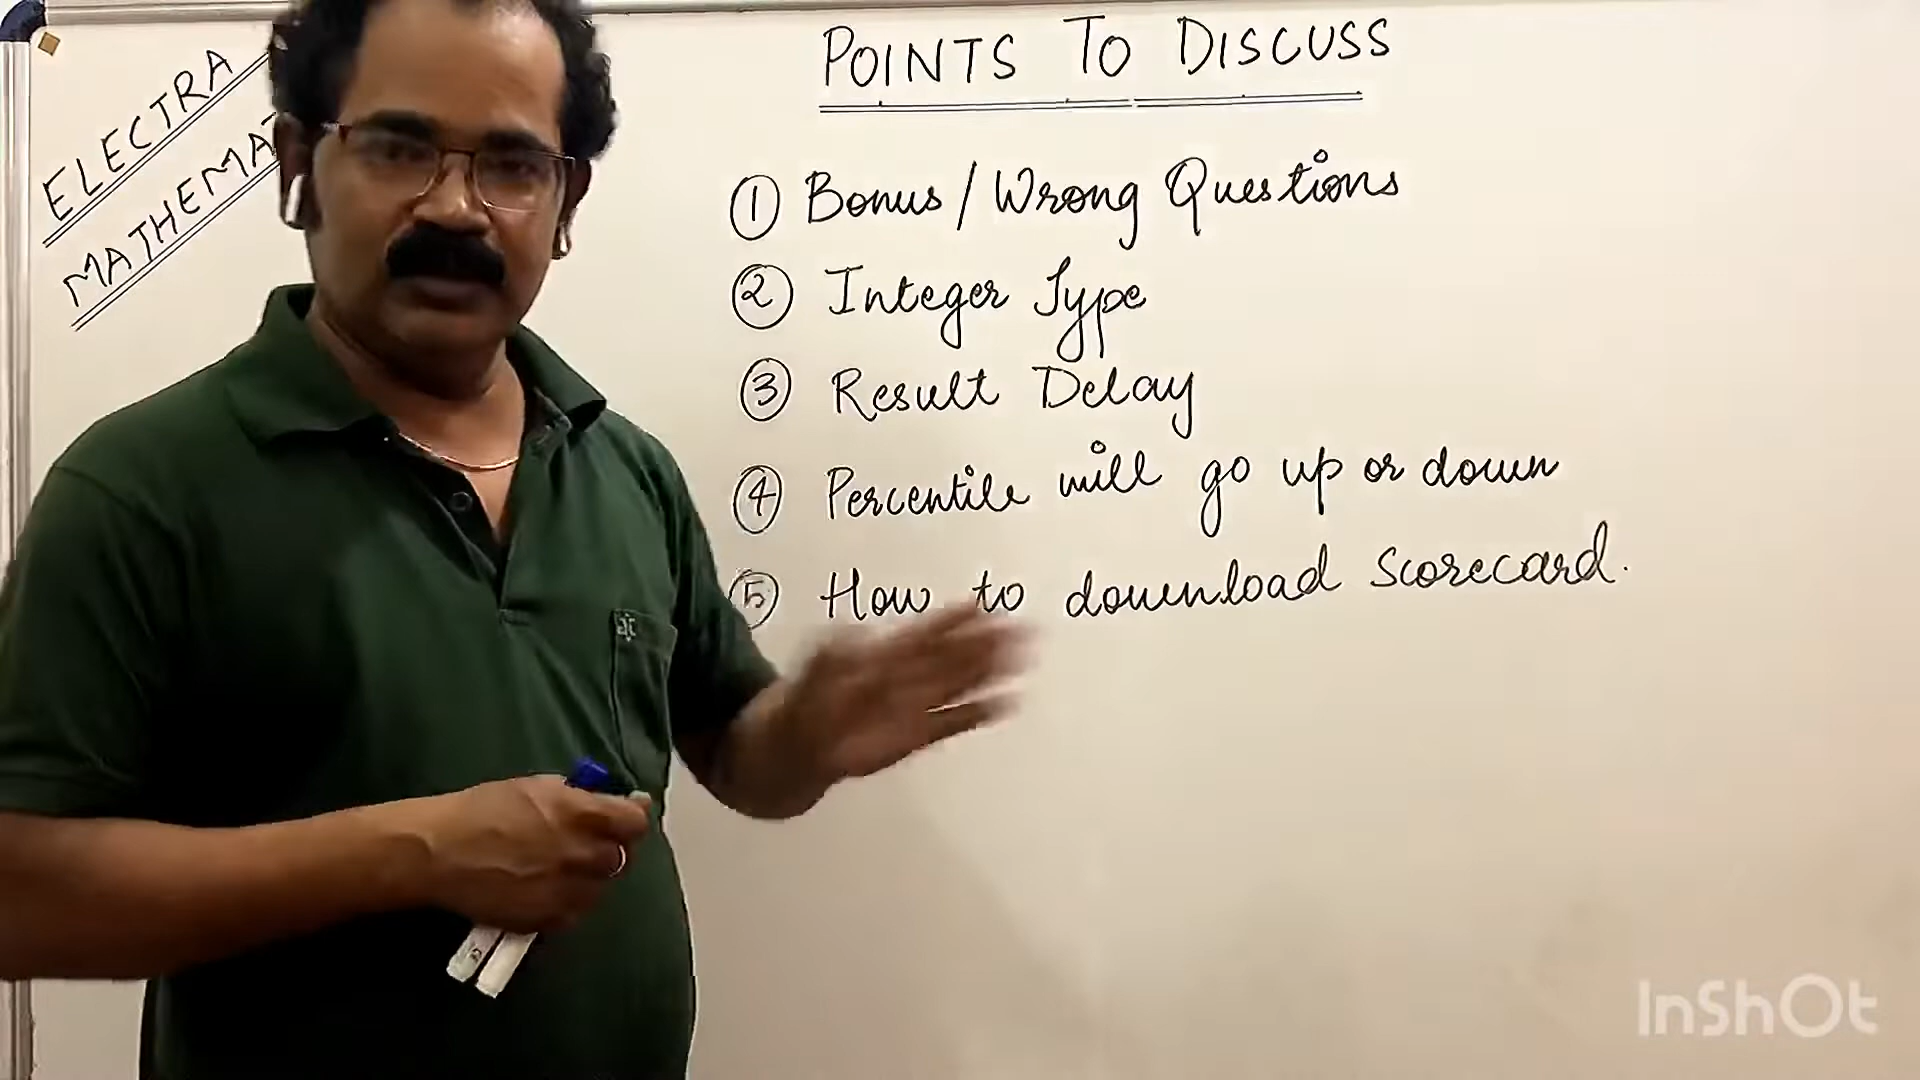 ELECTRA
MATHEMAT
POINTS TO DISCUSS
① Bonus / Wrong Questions
② Integer Type
③ Result Delay
④ Percentile will go up or down
⑤ How to download scorecard.
InShOt